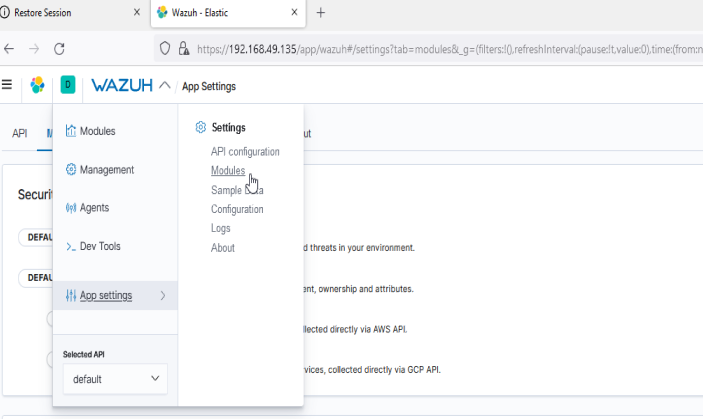 Restore Session
Wazuh - Elastic
https://192.168.49.135/app/wazuh#/settings?tab=modules&_g=(filters:!(),refreshInterval:(pause:!t,value:0),time:(from:n
D
WAZUH
App Settings
API
Modules
Management
Agents
Dev Tools
App settings
Selected API
default
Settings
API configuration
Modules
Sample Data
Configuration
Logs
About
ut
Securi
DEFAU
d threats in your environment.
DEFAU
ent, ownership and attributes.
llected directly via AWS API.
vices, collected directly via GCP API.